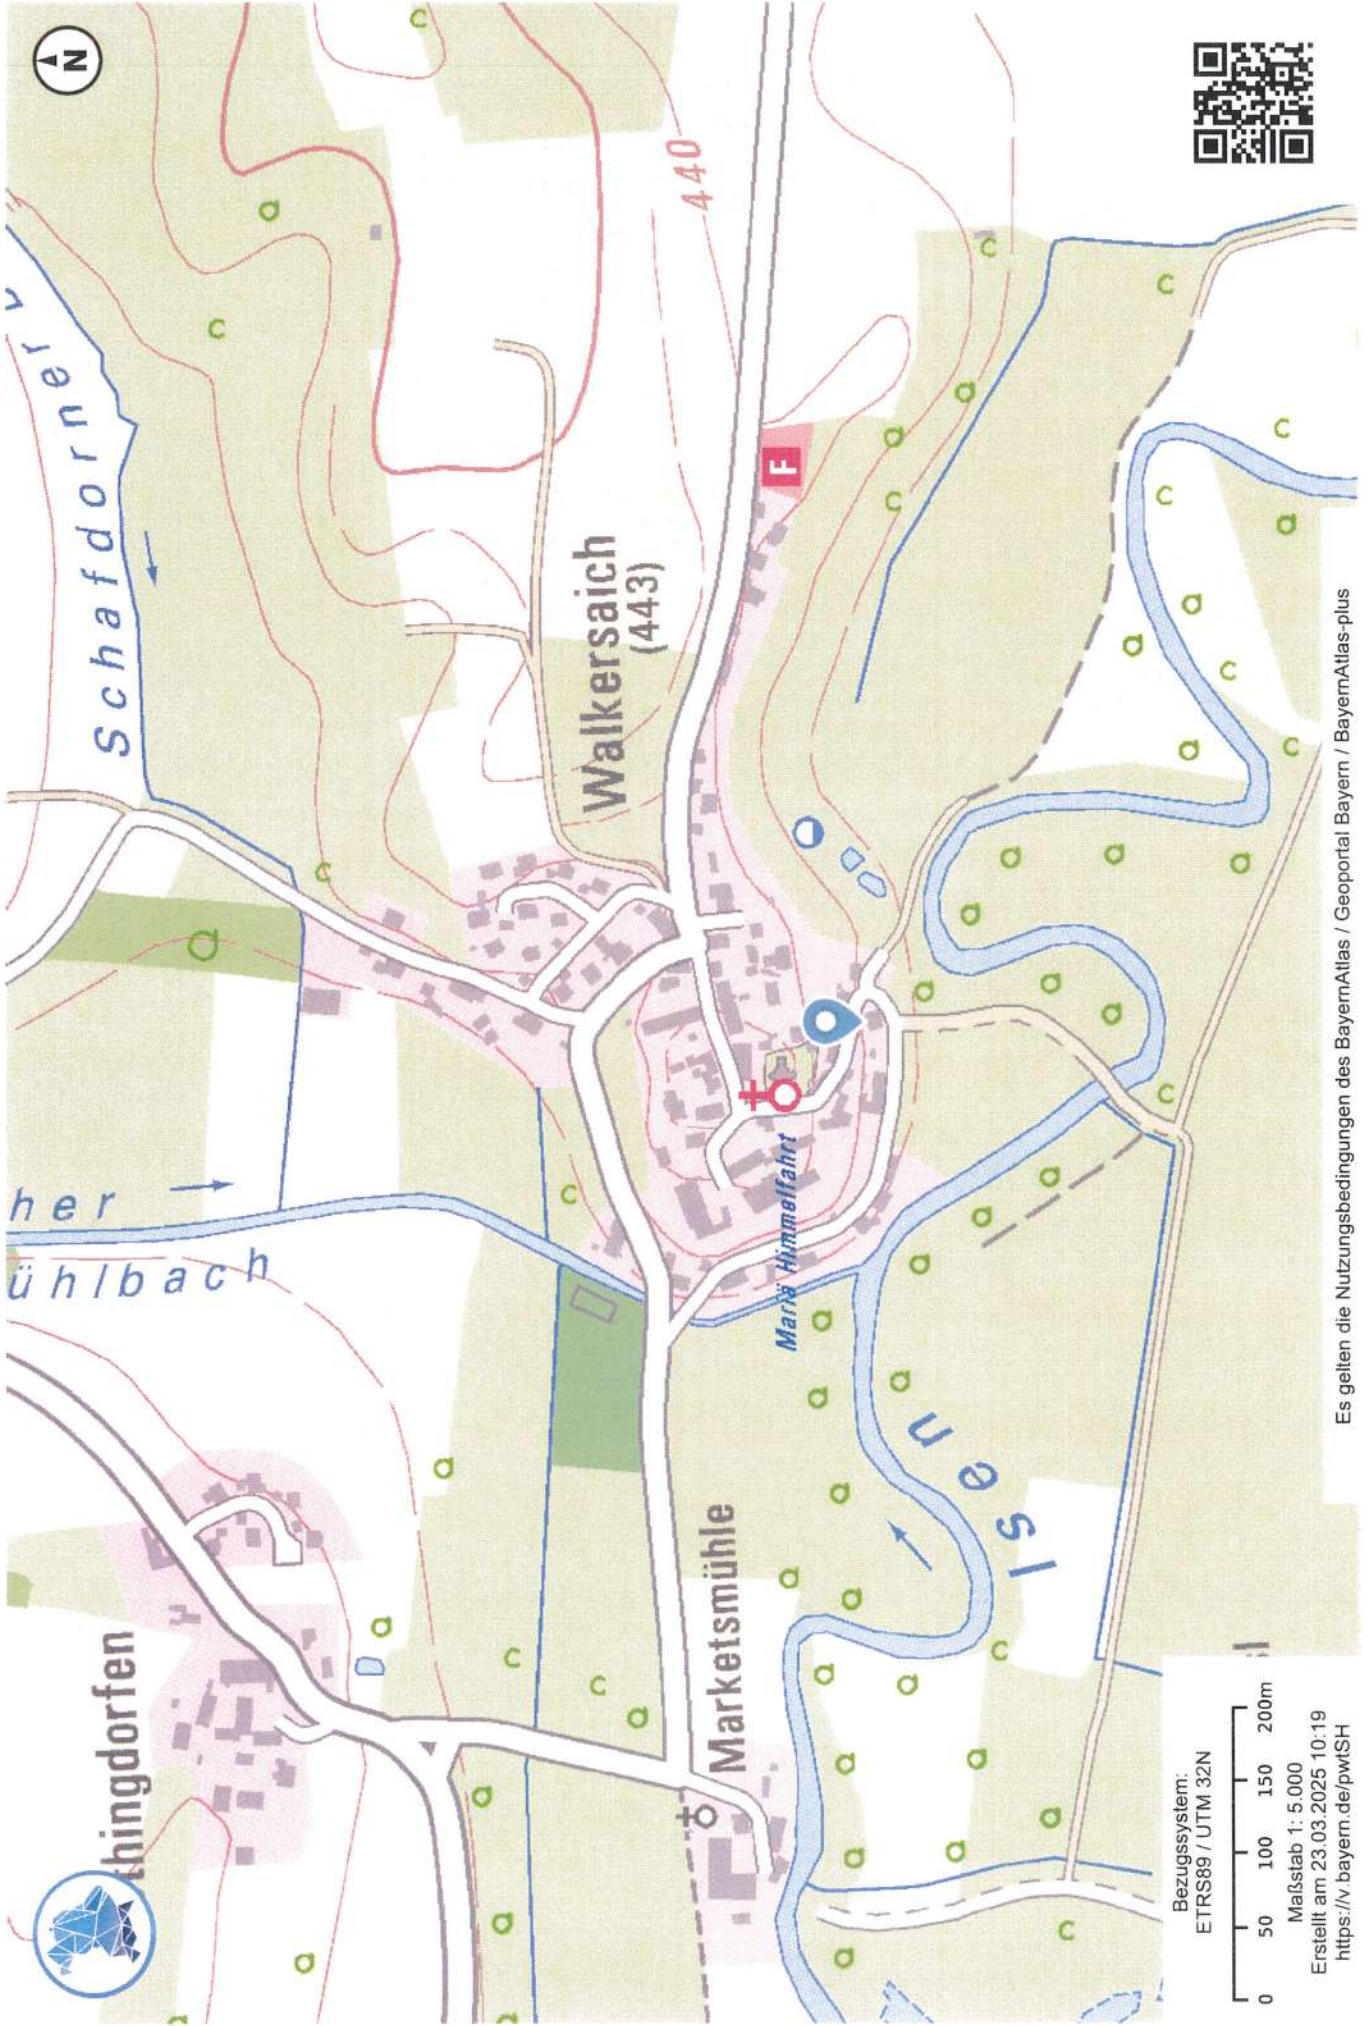 N
Schafdorner
440
her
ühlbach
Walkersaich
(443)
F
Mariä Himmelfahrt
thingdorfen
Marketsmühle
Isen
Bezugssystem:
ETRS89 / UTM 32N
0 50 100 150 200m
Maßstab 1: 5.000
Erstellt am 23.03.2025 10:19
https://v.bayern.de/pwtSH
Es gelten die Nutzungsbedingungen des BayernAtlas / Geoportal Bayern / BayernAtlas-plus